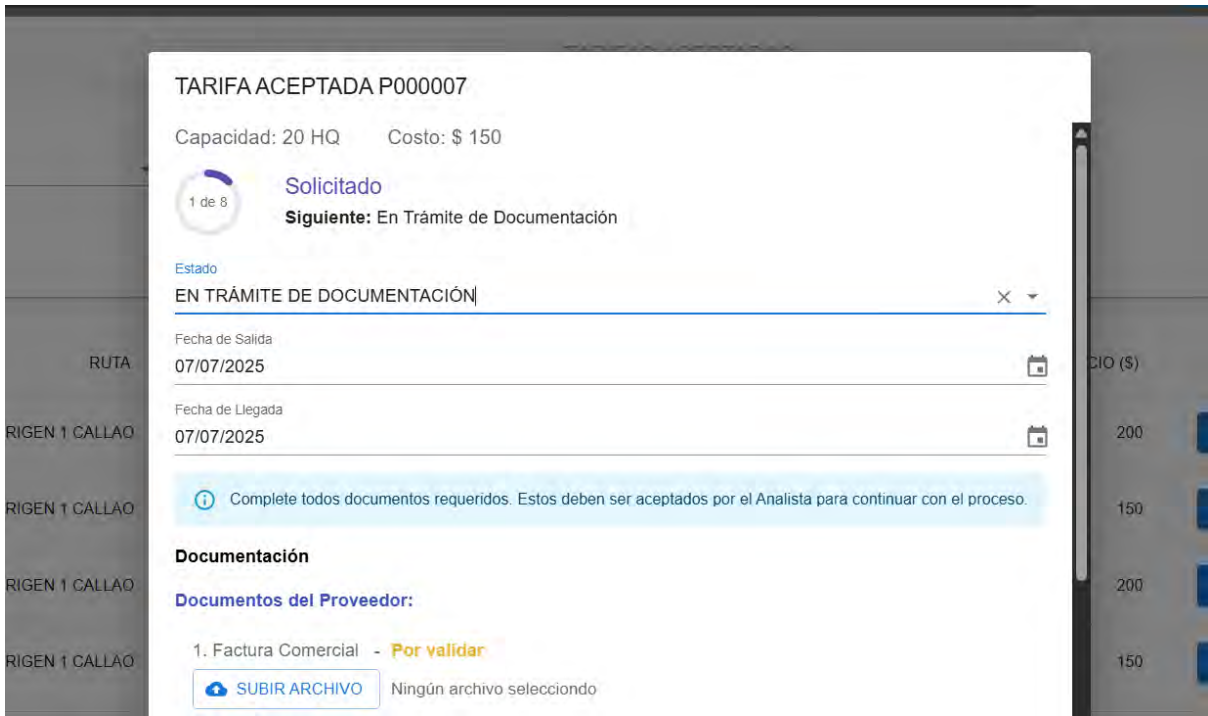 TARIFA ACEPTADA P000007
Capacidad: 20 HQ Costo: $ 150
1 de 8
Solicitado
Siguiente: En Trámite de Documentación
Estado
EN TRÁMITE DE DOCUMENTACIÓN
Fecha de Salida
07/07/2025
RUTA
CIO ($)
Fecha de Llegada
07/07/2025
RIGEN 1 CALLAO
200
Complete todos documentos requeridos. Estos deben ser aceptados por el Analista para continuar con el proceso.
RIGEN 1 CALLAO
150
Documentación
RIGEN 1 CALLAO
200
Documentos del Proveedor:
1. Factura Comercial - Por validar
RIGEN 1 CALLAO
150
SUBIR ARCHIVO Ningún archivo selecciondo